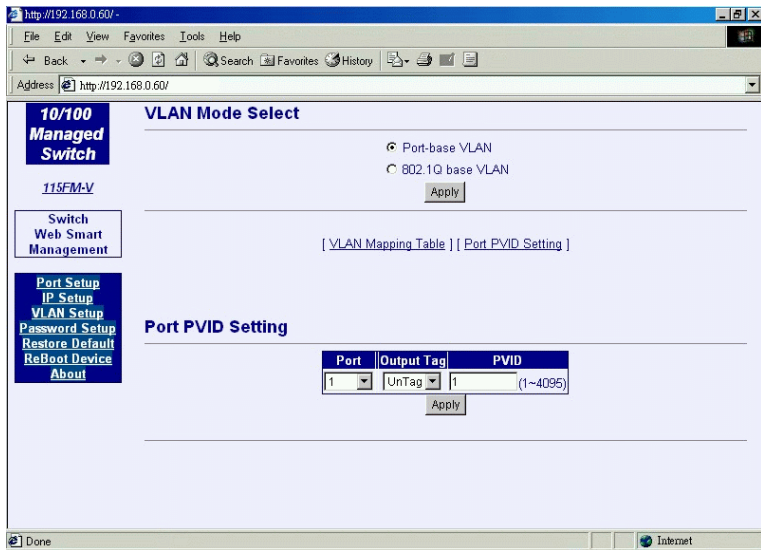 http://192.168.0.60/ -
File Edit View Favorites Tools Help
Back Search Favorites History
Address http://192.168.0.60/
10/100
Managed
Switch
115FM-V
Switch
Web Smart
Management
Port Setup
IP Setup
VLAN Setup
Password Setup
Restore Default
ReBoot Device
About
VLAN Mode Select
Port-base VLAN
802.1Q base VLAN
Apply
[ VLAN Mapping Table ] [ Port PVID Setting ]
Port PVID Setting
Port Output Tag PVID
1 UnTag 1 (1~4095)
Apply
Done Internet